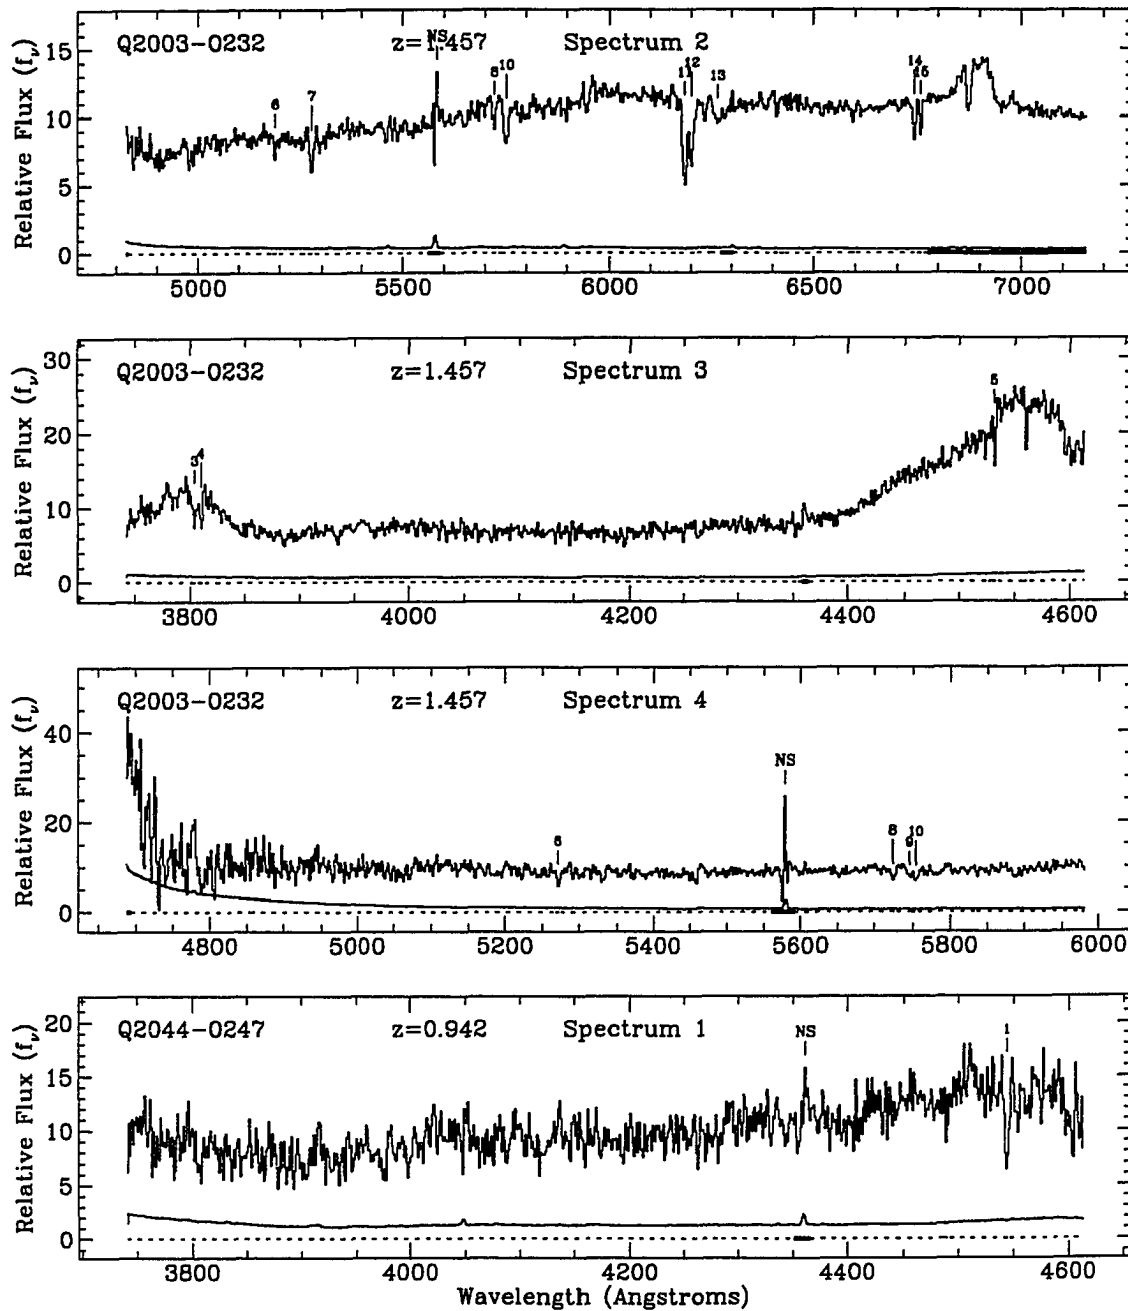 Q2003-0232 z=1.457 Spectrum 2
NS
6 7 8 10 11 12 13 14 15
Relative Flux (fν)
15
10
5
0
5000 5500 6000 6500 7000
Q2003-0232 z=1.457 Spectrum 3
3 4 5
Relative Flux (fν)
30
20
10
0
3800 4000 4200 4400 4600
Q2003-0232 z=1.457 Spectrum 4
NS
6 8 9 10
Relative Flux (fν)
40
20
0
4800 5000 5200 5400 5600 5800 6000
Q2044-0247 z=0.942 Spectrum 1
NS
1
Relative Flux (fν)
20
15
10
5
0
3800 4000 4200 4400 4600
Wavelength (Angstroms)